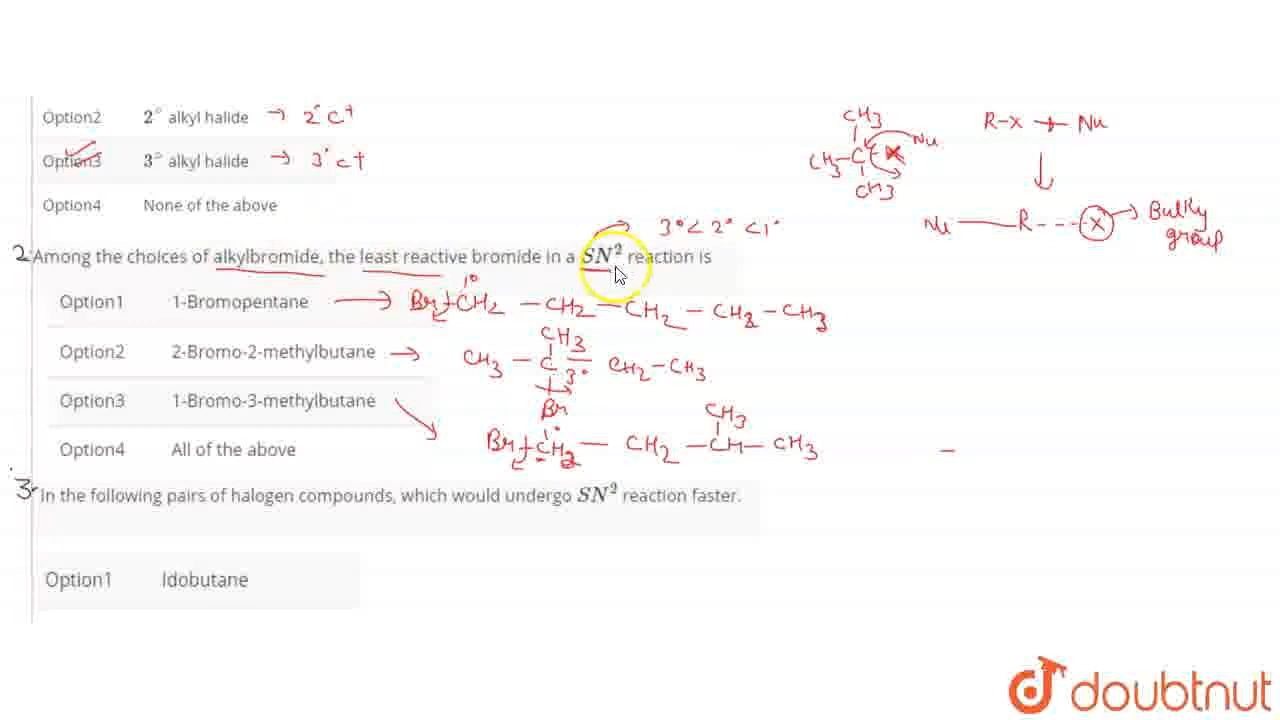 Option2 2° alkyl halide → 2° C+
Option3 3° alkyl halide → 3° C+
Option4 None of the above
CH3
CH3–C
Nu
CH3
R–X + Nu
Nu — R --- X → Bulky group
3° < 2° < 1°
2. Among the choices of alkylbromide, the least reactive bromide in a SN² reaction is
Option1 1-Bromopentane → Br–CH2 – CH2 – CH2 – CH2 – CH3
1°
Option2 2-Bromo-2-methylbutane → CH3 – C – CH2 – CH3
CH3
3°
Br
Option3 1-Bromo-3-methylbutane
CH3
1°
Br–CH2 – CH2 – CH – CH3
Option4 All of the above
3. In the following pairs of halogen compounds, which would undergo SN² reaction faster.
Option1 Idobutane
doubtnut